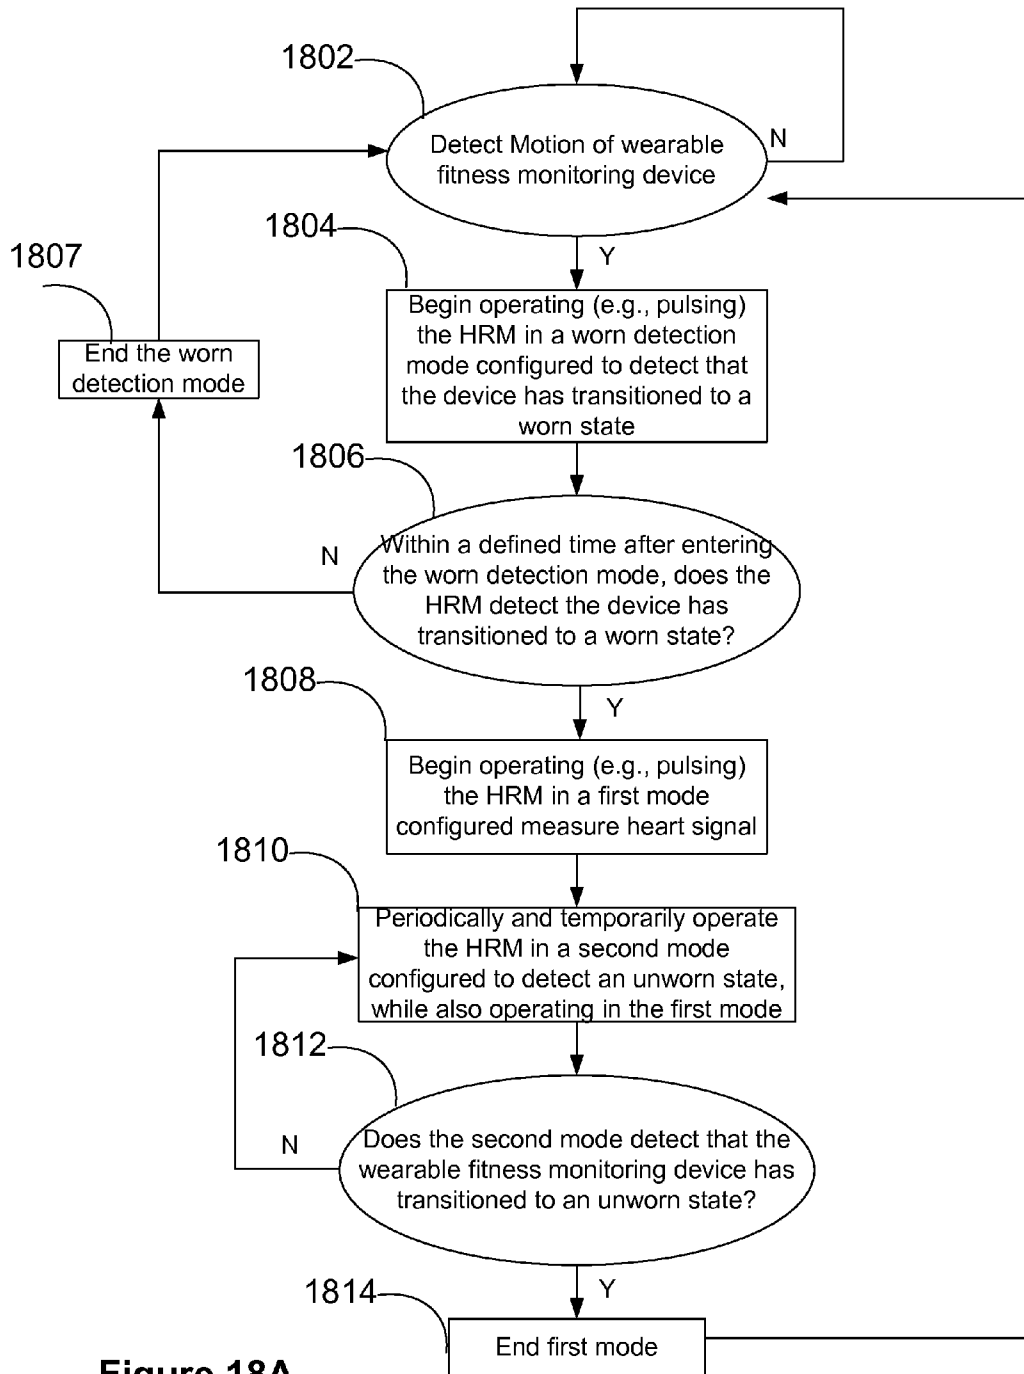 1802
Detect Motion of wearable
fitness monitoring device
N
1804
Y
1807
Begin operating (e.g., pulsing)
the HRM in a worn detection
mode configured to detect that
the device has transitioned to a
worn state
End the worn
detection mode
1806
N
Within a defined time after entering
the worn detection mode, does the
HRM detect the device has
transitioned to a worn state?
1808
Y
Begin operating (e.g., pulsing)
the HRM in a first mode
configured measure heart signal
1810
Periodically and temporarily operate
the HRM in a second mode
configured to detect an unworn state,
while also operating in the first mode
1812
N
Does the second mode detect that the
wearable fitness monitoring device has
transitioned to an unworn state?
1814
Y
End first mode
Figure 18A